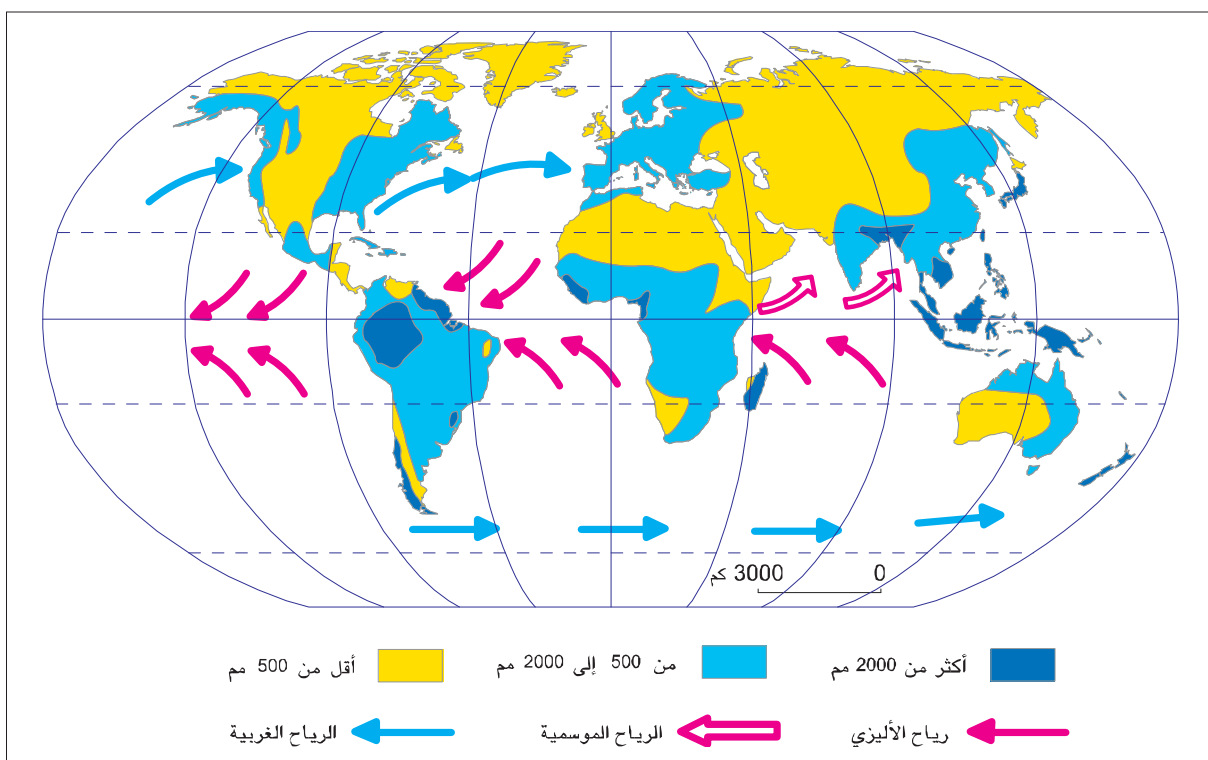 0 3000 كم
أكثر من 2000 مم
من 500 إلى 2000 مم
أقل من 500 مم
رياح الأليزي
الرياح الموسمية
الرياح الغربية